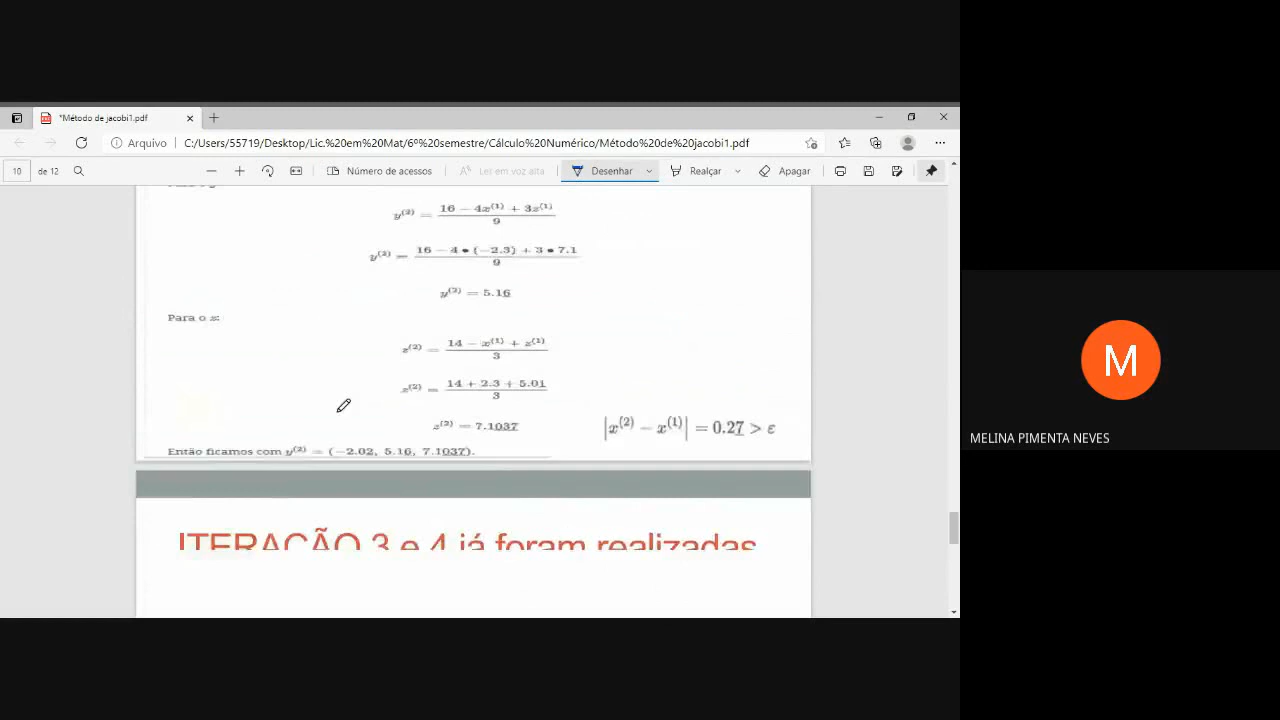 *Método de jacobi1.pdf
Arquivo C:/Users/55719/Desktop/Lic.%20em%20Mat/6º%20semestre/Cálculo%20Numérico/Método%20de%20jacobi1.pdf
10 de 12 Número de acessos Ler em voz alta Desenhar Realçar Apagar
y⁽²⁾ = (16 − 4x⁽¹⁾ + 3z⁽¹⁾) / 9
y⁽²⁾ = (16 − 4 • (−2.3) + 3 • 7.1) / 9
y⁽²⁾ = 5.16
Para o z:
z⁽²⁾ = (14 − x⁽¹⁾ + z⁽¹⁾) / 3
z⁽²⁾ = (14 + 2.3 + 5.01) / 3
z⁽²⁾ = 7.1037
|x⁽²⁾ − x⁽¹⁾| = 0.27 > ε
Então ficamos com y⁽²⁾ = (−2.02, 5.16, 7.1037).
ITERAÇÃO 3 e 4 já foram realizadas
M
MELINA PIMENTA NEVES